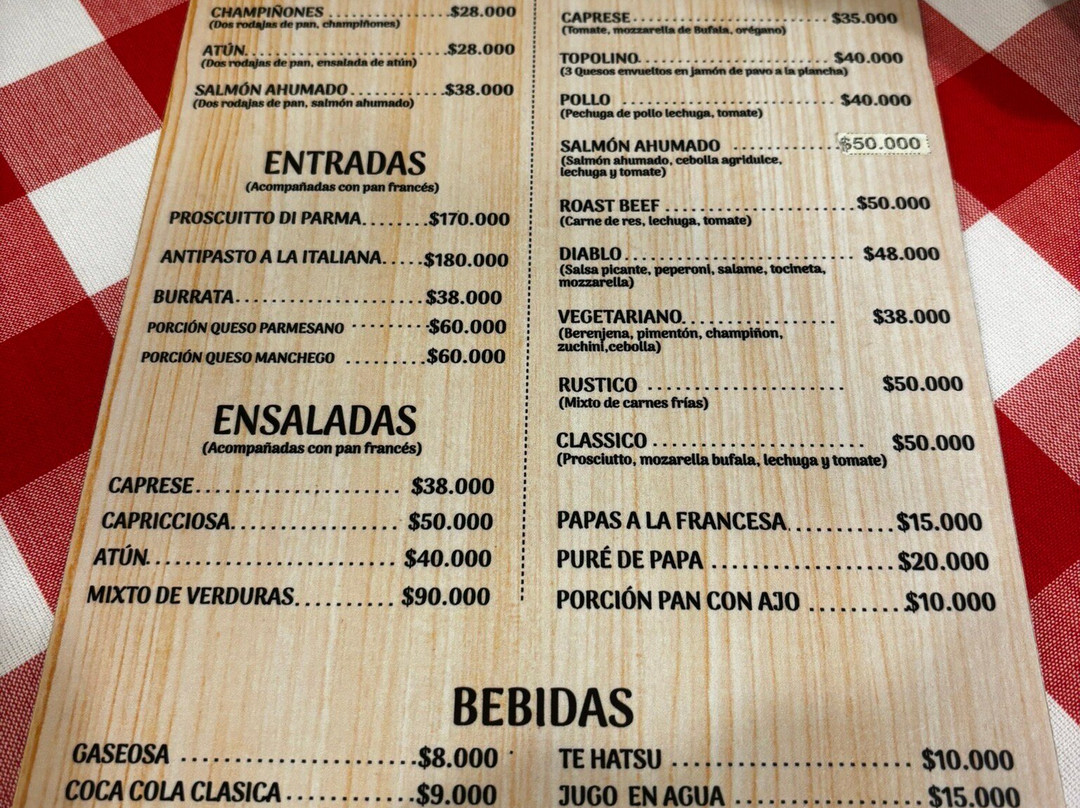 CHAMPIÑONES ............$28.000
(Dos rodajas de pan, champiñones)
ATÚN..............................$28.000
(Dos rodajas de pan, ensalada de atún)
SALMÓN AHUMADO.............$38.000
(Dos rodajas de pan, salmón ahumado)
ENTRADAS
(Acompañadas con pan francés)
PROSCUITTO DI PARMA........$170.000
ANTIPASTO A LA ITALIANA.....$180.000
BURRATA.........................$38.000
PORCIÓN QUESO PARMESANO ..........$60.000
PORCIÓN QUESO MANCHEGO .........$60.000
ENSALADAS
(Acompañadas con pan francés)
CAPRESE....................... $38.000
CAPRICCIOSA................... $50.000
ATÚN........................... $40.000
MIXTO DE VERDURAS.......... $90.000
CAPRESE......................... $35.000
(Tomate, mozzarella de Bufala, orégano)
TOPOLINO........................ $40.000
(3 Quesos envueltos en jamón de pavo a la plancha)
POLLO ........................... $40.000
(Pechuga de pollo lechuga, tomate)
SALMÓN AHUMADO .............$50.000
(Salmón ahumado, cebolla agridulce,
lechuga y tomate)
ROAST BEEF .......................$50.000
(Carne de res, lechuga, tomate)
DIABLO........................... $48.000
(Salsa picante, peperoni, salame, tocineta,
mozzarella)
VEGETARIANO.................. $38.000
(Berenjena, pimentón, champiñon,
zuchini,cebolla)
RUSTICO ....................... $50.000
(Mixto de carnes frías)
CLASSICO ........................ $50.000
(Prosciutto, mozarella bufala, lechuga y tomate)
PAPAS A LA FRANCESA...........$15.000
PURÉ DE PAPA ...................$20.000
PORCIÓN PAN CON AJO .........$10.000
BEBIDAS
GASEOSA .........................$8.000
COCA COLA CLASICA..............$9.000
TE HATSU ......................... $10.000
JUGO EN AGUA ...................$15.000